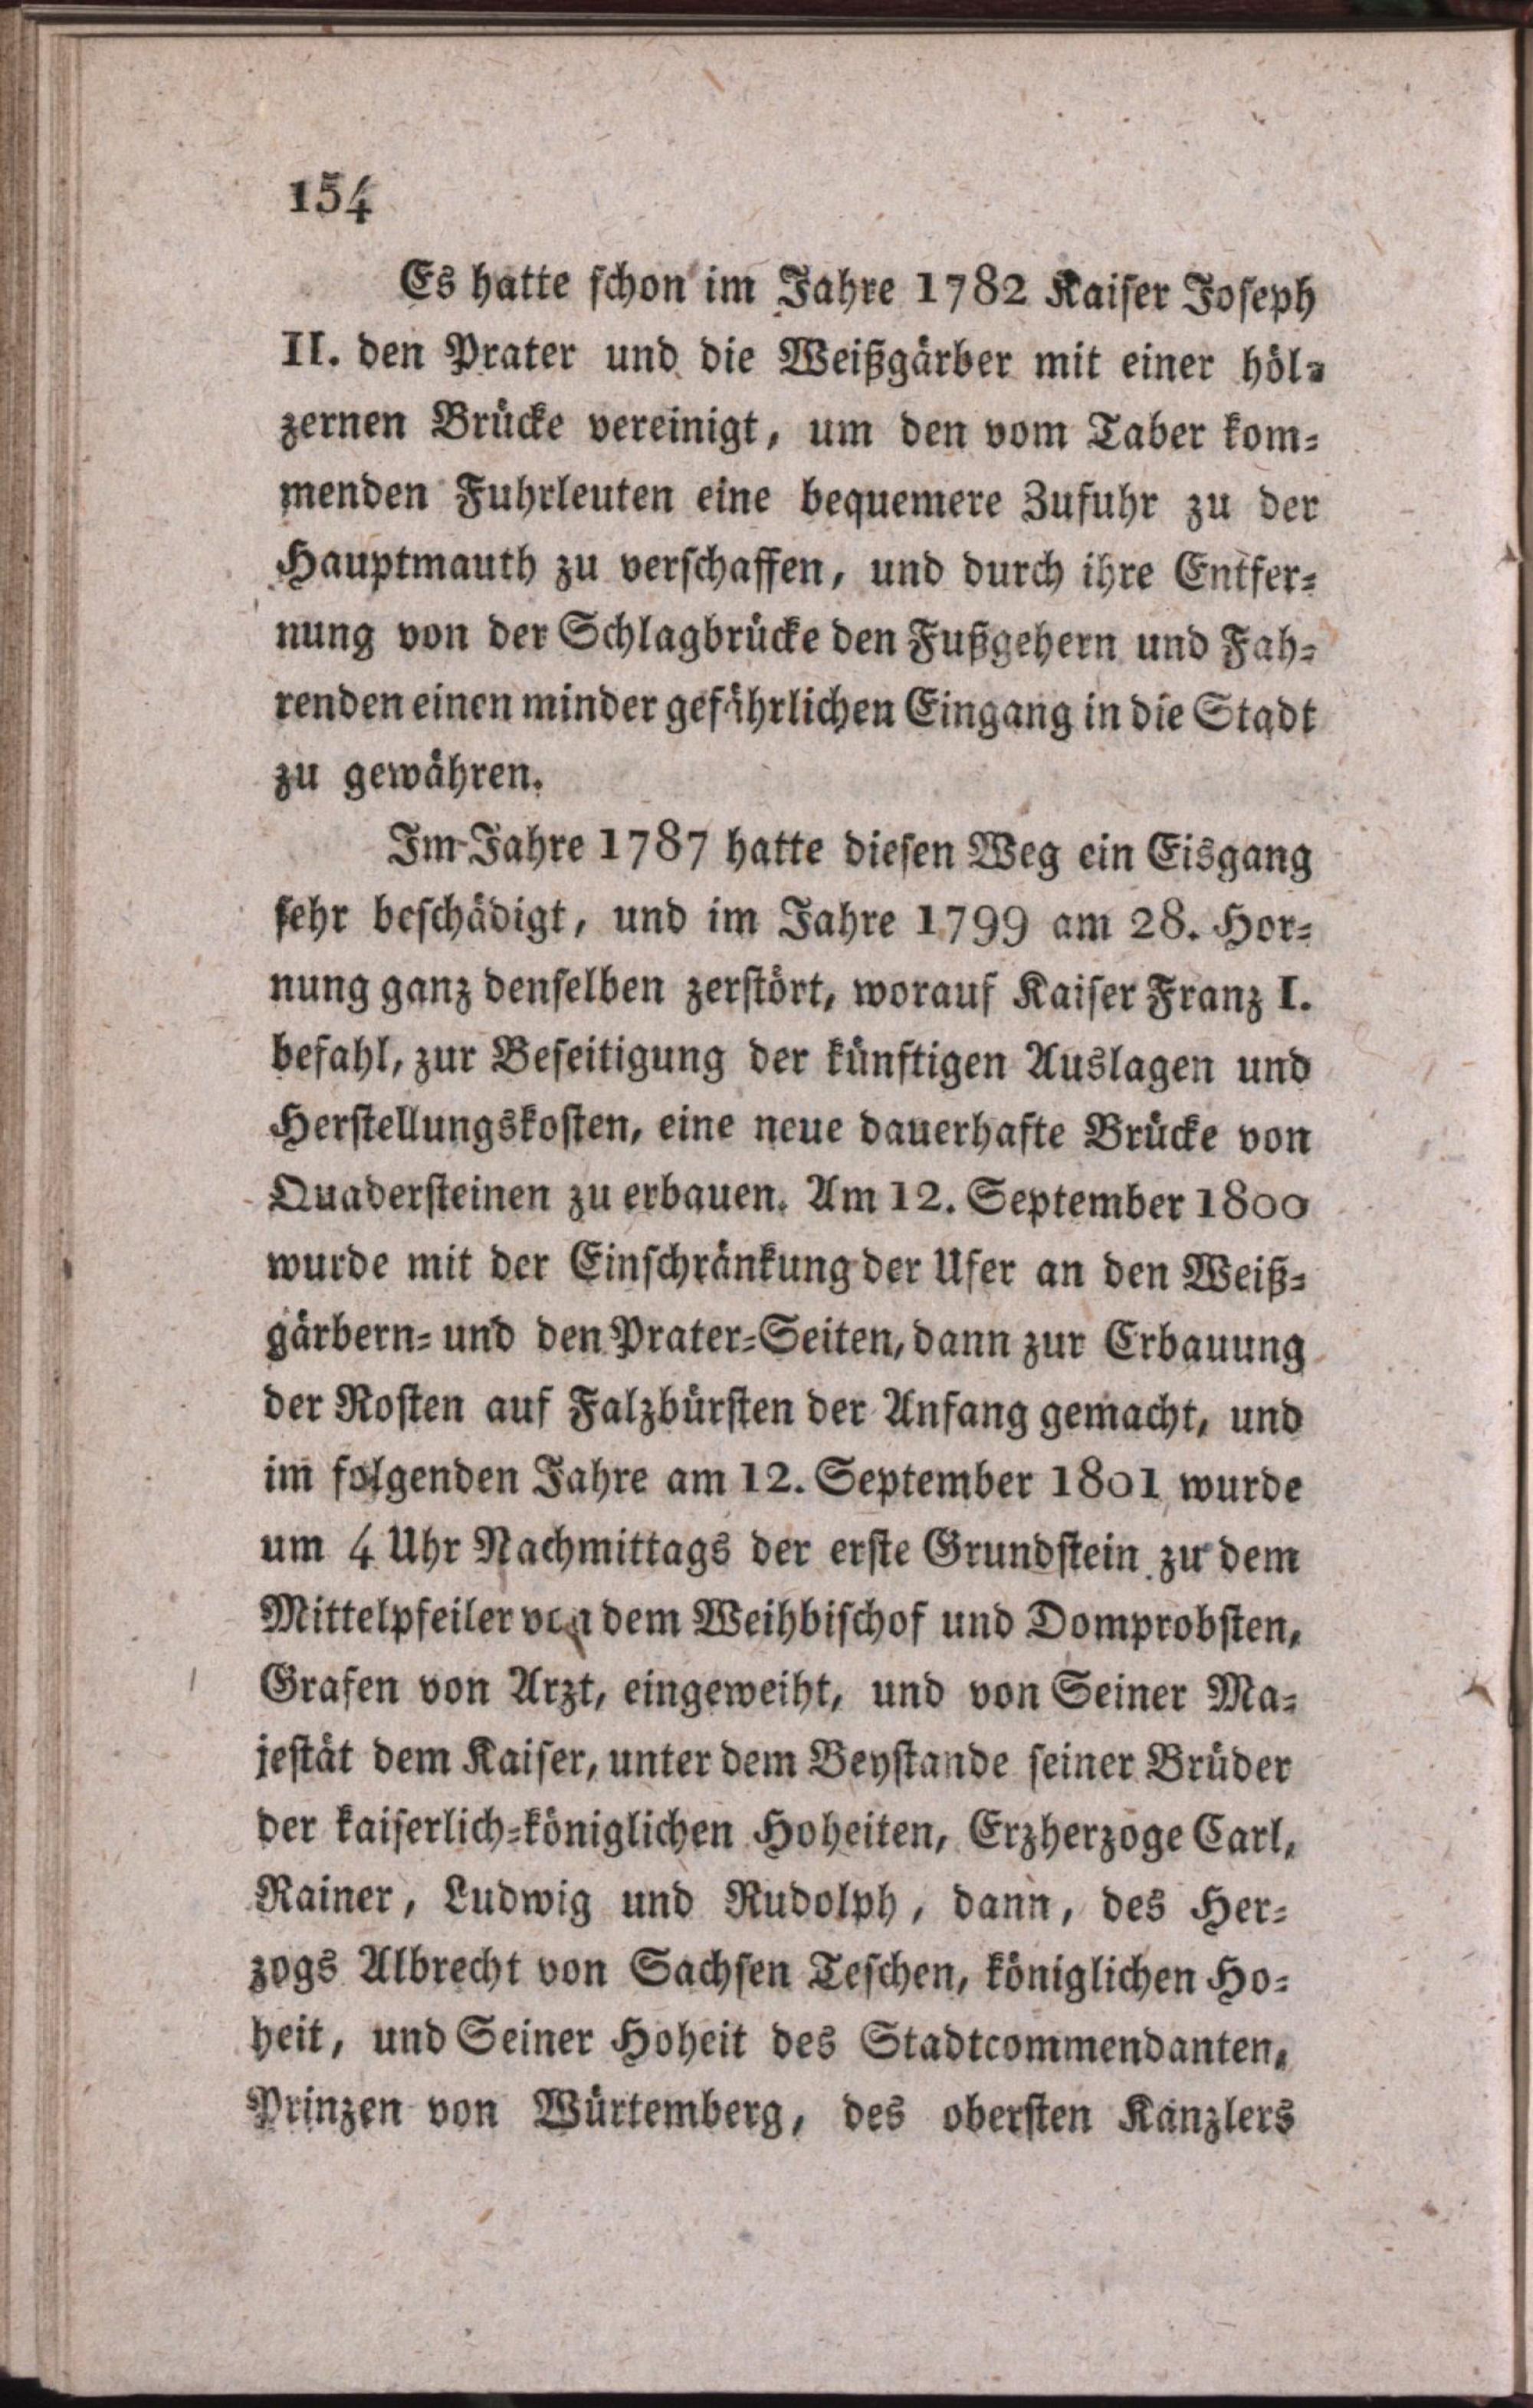 154
Es hatte schon im Jahre 1782 Kaiser Joseph
II. den Prater und die Weißgärber mit einer höl-
zernen Brücke vereinigt, um den vom Taber kom-
menden Fuhrleuten eine bequemere Zufuhr zu der
Hauptmauth zu verschaffen, und durch ihre Entfer-
nung von der Schlagbrücke den Fußgehern und Fah-
renden einen minder gefährlichen Eingang in die Stadt
zu gewähren.
Im Jahre 1787 hatte diesen Weg ein Eisgang
sehr beschädigt, und im Jahre 1799 am 28. Hor-
nung ganz denselben zerstört, worauf Kaiser Franz I.
befahl, zur Beseitigung der künftigen Auslagen und
Herstellungskosten, eine neue dauerhafte Brücke von
Quadersteinen zu erbauen. Am 12. September 1800
wurde mit der Einschränkung der Ufer an den Weiß-
gärbern- und den Prater-Seiten, dann zur Erbauung
der Rosten auf Falzbürsten der Anfang gemacht, und
im folgenden Jahre am 12. September 1801 wurde
um 4 Uhr Nachmittags der erste Grundstein zu dem
Mittelpfeiler von dem Weihbischof und Domprobsten,
Grafen von Arzt, eingeweiht, und von Seiner Ma-
jestät dem Kaiser, unter dem Beystande seiner Brüder
der kaiserlich-königlichen Hoheiten, Erzherzoge Carl,
Rainer, Ludwig und Rudolph, dann, des Her-
zogs Albrecht von Sachsen Teschen, königlichen Ho-
heit, und Seiner Hoheit des Stadtcommendanten,
Prinzen von Würtemberg, des obersten Kanzlers